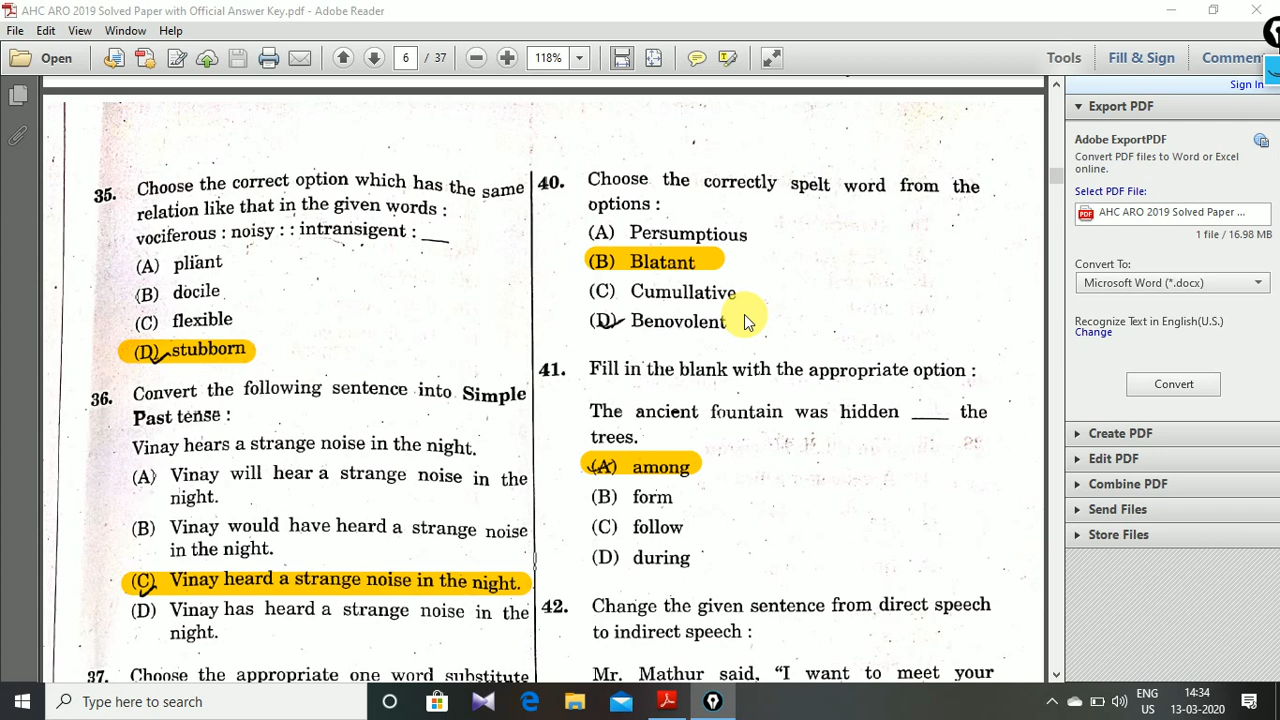 AHC ARO 2019 Solved Paper with Official Answer Key.pdf - Adobe Reader
File Edit View Window Help
Open 6 / 37 118% Tools Fill & Sign Comment
Sign In
35. Choose the correct option which has the same
relation like that in the given words :
vociferous : noisy : : intransigent : ___
(A) pliant
(B) docile
(C) flexible
(D) stubborn
36. Convert the following sentence into Simple
Past tense :
Vinay hears a strange noise in the night.
(A) Vinay will hear a strange noise in the
night.
(B) Vinay would have heard a strange noise
in the night.
(C) Vinay heard a strange noise in the night.
(D) Vinay has heard a strange noise in the
night.
37. Choose the appropriate one word substitute
40. Choose the correctly spelt word from the
options :
(A) Persumptious
(B) Blatant
(C) Cumullative
(D) Benovolent
41. Fill in the blank with the appropriate option :
The ancient fountain was hidden ___ the
trees.
(A) among
(B) form
(C) follow
(D) during
42. Change the given sentence from direct speech
to indirect speech :
Mr. Mathur said, “I want to meet your
Export PDF
Adobe ExportPDF
Convert PDF files to Word or Excel
online.
Select PDF File:
AHC ARO 2019 Solved Paper ...
1 file / 16.98 MB
Convert To:
Microsoft Word (*.docx)
Recognize Text in English(U.S.)
Change
Convert
Create PDF
Edit PDF
Combine PDF
Send Files
Store Files
Type here to search
ENG 14:34
US 13-03-2020